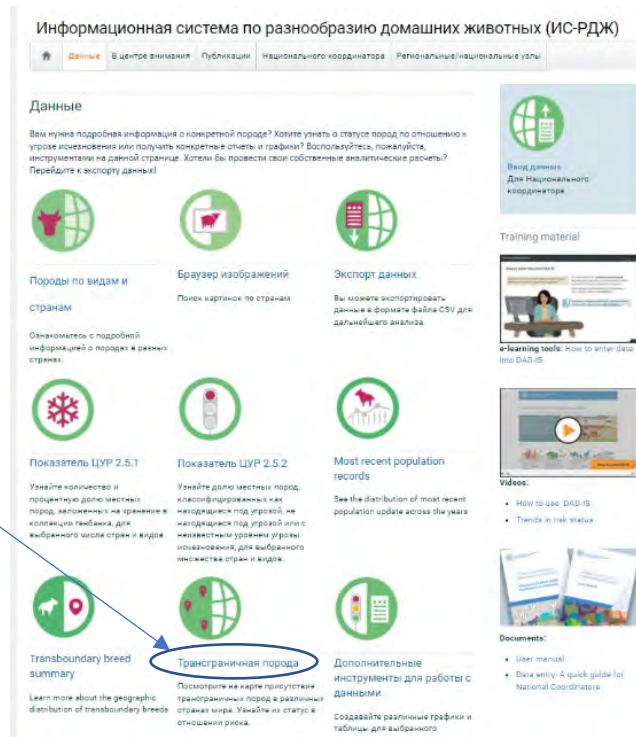 Информационная система по разнообразию домашних животных (ИС-РДЖ)
Данные
В центре внимания
Публикации
Национального координатора
Региональные/национальные узлы
Данные
Вам нужна подробная информация о конкретной породе? Хотите узнать о статусе пород по отношению к
угрозе исчезновения или получить конкретные отчеты и графики? Воспользуйтесь, пожалуйста,
инструментами на данной странице. Хотели бы провести свои собственные аналитические расчеты?
Перейдите к экспорту данных!
Породы по видам и
странам
Ознакомьтесь с подробной
информацией о породах в разных
странах.
Браузер изображений
Поиск картинок по странам
Экспорт данных
Вы можете экспортировать
данные в формате файла CSV для
дальнейшего анализа.
Показатель ЦУР 2.5.1
Узнайте количество и
процентную долю местных
пород, заложенных на хранение в
коллекции генбанка, для
выбранного числа стран и видов.
Показатель ЦУР 2.5.2
Узнайте долю местных пород,
классифицированных как
находящиеся под угрозой, не
находящиеся под угрозой или с
неизвестным уровнем угрозы
исчезновения, для выбранного
множества стран и видов.
Most recent population
records
See the distribution of most recent
population update across the years
Transboundary breed
summary
Learn more about the geographic
distribution of transboundary breeds
Трансграничная порода
Посмотрите на карте присутствие
трансграничных пород в различных
странах мира. Узнайте их статус в
отношении риска.
Дополнительные
инструменты для работы с
данными
Создавайте различные графики и
таблицы для выбранного
Ввод данных
Для Национального
координатора
Training material
e-learning tools: How to enter data
into DAD-IS
Videos:
How to use DAD-IS
Trends in risk status
Documents:
User manual
Data entry: A quick guide for
National Coordinators